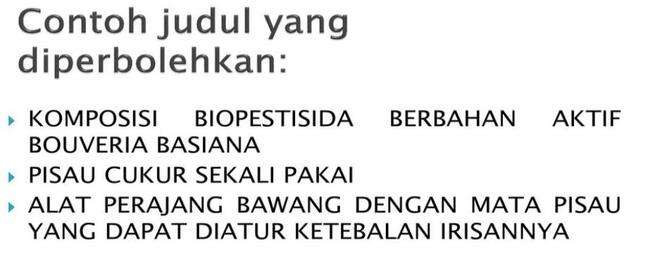 Contoh judul yang
diperbolehkan:
KOMPOSISI BIOPESTISIDA BERBAHAN AKTIF
BOUVERIA BASIANA
PISAU CUKUR SEKALI PAKAI
ALAT PERAJANG BAWANG DENGAN MATA PISAU
YANG DAPAT DIATUR KETEBALAN IRISANNYA